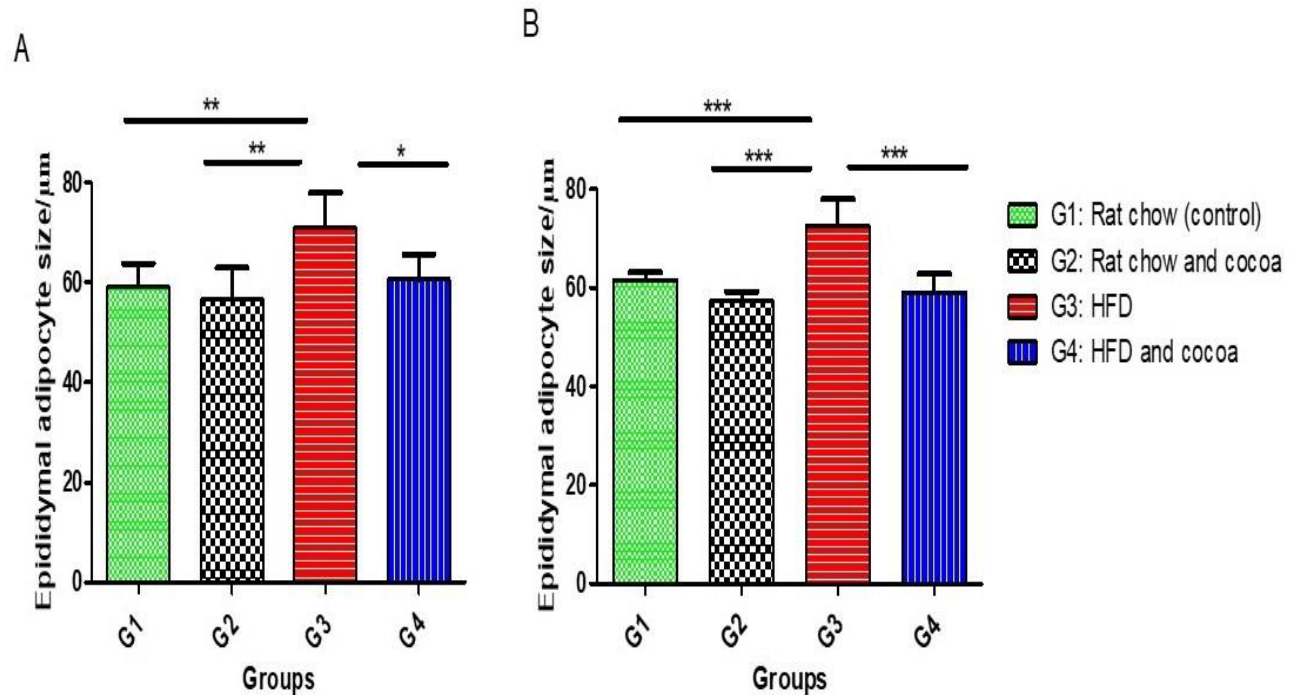 A
B
**
**
*
***
***
***
Epididymal adipocyte size/µm
80
60
40
20
0
G1
G2
G3
G4
Groups
Epididymal adipocyte size/µm
80
60
40
20
0
G1
G2
G3
G4
Groups
G1: Rat chow (control)
G2: Rat chow and cocoa
G3: HFD
G4: HFD and cocoa